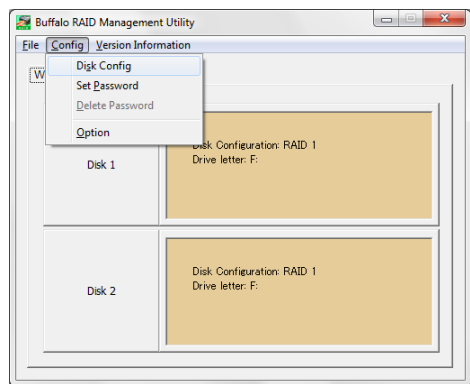 Buffalo RAID Management Utility
File Config Version Information
W
Disk Config
Set Password
Delete Password
Option
Disk 1
Disk Configuration: RAID 1
Drive letter: F:
Disk 2
Disk Configuration: RAID 1
Drive letter: F: